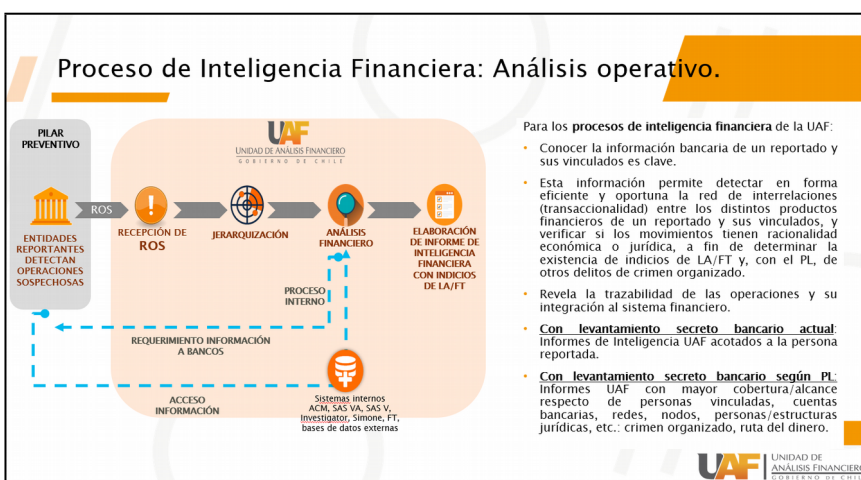 Proceso de Inteligencia Financiera: Análisis operativo.
PILAR
PREVENTIVO
ENTIDADES
REPORTANTES
DETECTAN
OPERACIONES
SOSPECHOSAS
ROS
UAF
UNIDAD DE ANÁLISIS FINANCIERO
GOBIERNO DE CHILE
RECEPCIÓN DE
ROS
JERARQUIZACIÓN
ANÁLISIS
FINANCIERO
ELABORACIÓN
DE INFORME DE
INTELIGENCIA
FINANCIERA
CON INDICIOS
DE LA/FT
PROCESO
INTERNO
REQUERIMIENTO INFORMACIÓN
A BANCOS
ACCESO
INFORMACIÓN
Sistemas internos
ACM, SAS VA, SAS V,
Investigator, Simone, FT,
bases de datos externas
Para los procesos de inteligencia financiera de la UAF:
• Conocer la información bancaria de un reportado y
sus vinculados es clave.
• Esta información permite detectar en forma
eficiente y oportuna la red de interrelaciones
(transaccionalidad) entre los distintos productos
financieros de un reportado y sus vinculados, y
verificar si los movimientos tienen racionalidad
económica o jurídica, a fin de determinar la
existencia de indicios de LA/FT y, con el PL, de
otros delitos de crimen organizado.
• Revela la trazabilidad de las operaciones y su
integración al sistema financiero.
• Con levantamiento secreto bancario actual:
Informes de Inteligencia UAF acotados a la persona
reportada.
• Con levantamiento secreto bancario según PL:
Informes UAF con mayor cobertura/alcance
respecto de personas vinculadas, cuentas
bancarias, redes, nodos, personas/estructuras
jurídicas, etc.: crimen organizado, ruta del dinero.
UAF
UNIDAD DE
ANÁLISIS FINANCIERO
GOBIERNO DE CHILE